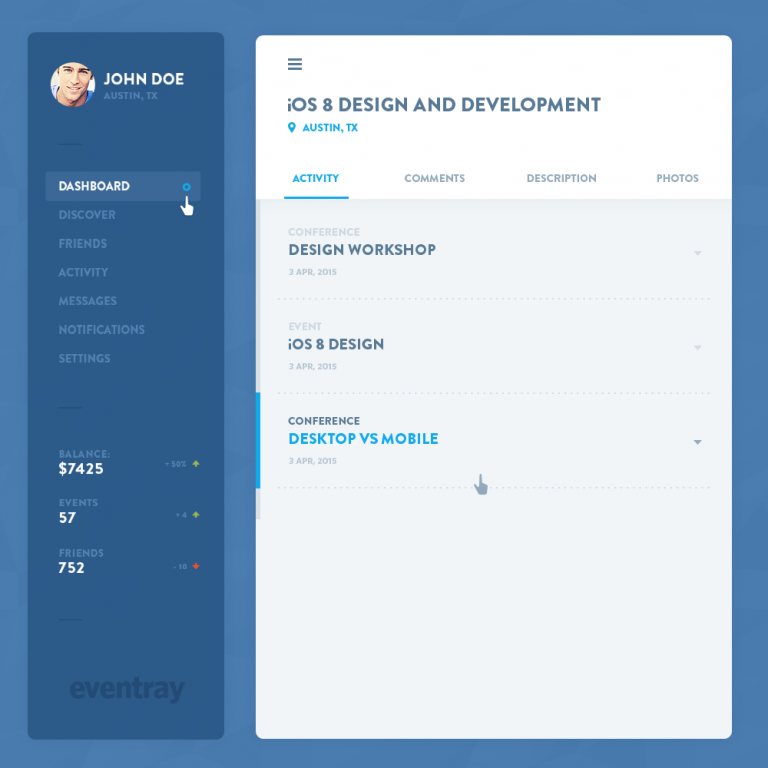 JOHN DOE
AUSTIN, TX
DASHBOARD
DISCOVER
FRIENDS
ACTIVITY
MESSAGES
NOTIFICATIONS
SETTINGS
BALANCE:
$7425
+ 50%
EVENTS
57
+ 4
FRIENDS
752
- 10
eventray
iOS 8 DESIGN AND DEVELOPMENT
AUSTIN, TX
ACTIVITY COMMENTS DESCRIPTION PHOTOS
CONFERENCE
DESIGN WORKSHOP
3 APR, 2015
EVENT
iOS 8 DESIGN
3 APR, 2015
CONFERENCE
DESKTOP VS MOBILE
3 APR, 2015